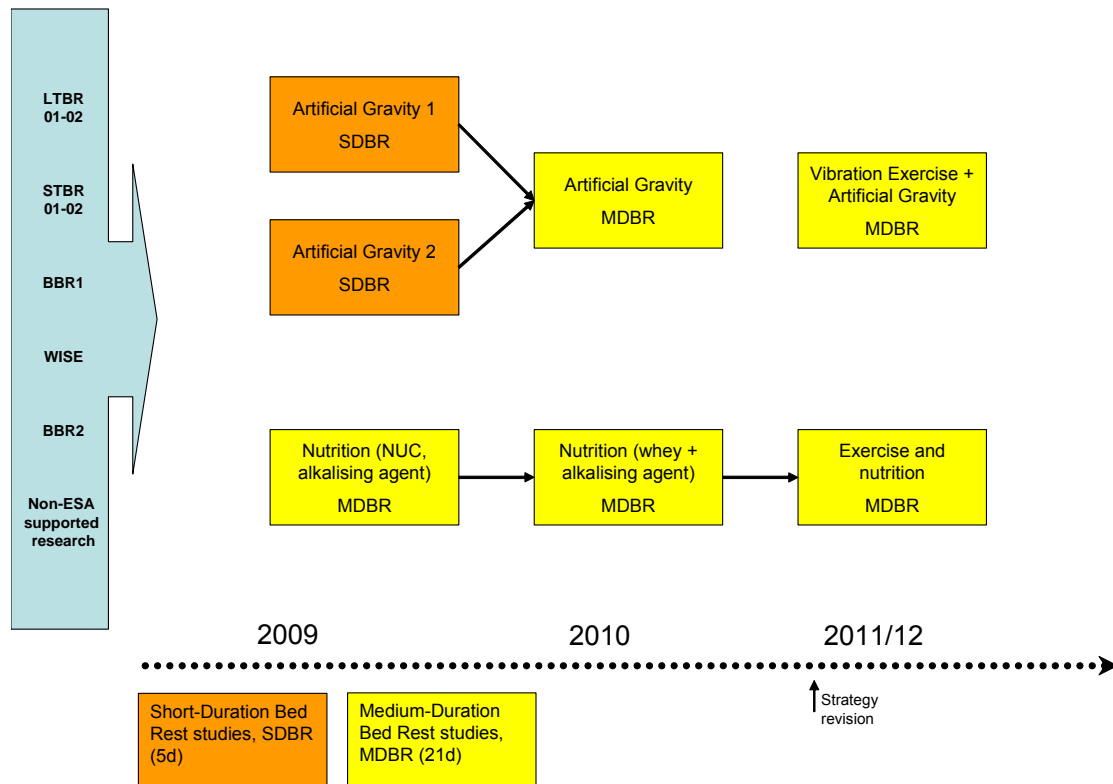 LTBR
01-02
STBR
01-02
BBR1
WISE
BBR2
Non-ESA
supported
research
Artificial Gravity 1
SDBR
Artificial Gravity 2
SDBR
Artificial Gravity
MDBR
Vibration Exercise +
Artificial Gravity
MDBR
Nutrition (NUC,
alkalising agent)
MDBR
Nutrition (whey +
alkalising agent)
MDBR
Exercise and
nutrition
MDBR
2009
2010
2011/12
Strategy
revision
Short-Duration Bed
Rest studies, SDBR
(5d)
Medium-Duration
Bed Rest studies,
MDBR (21d)